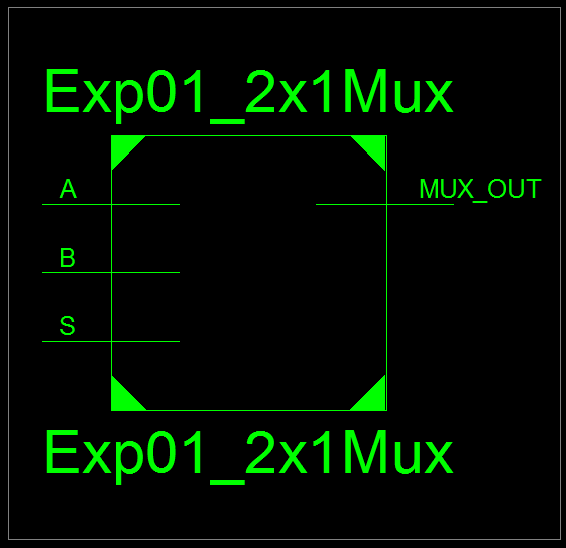 Exp01_2x1Mux
A
MUX_OUT
B
S
Exp01_2x1Mux